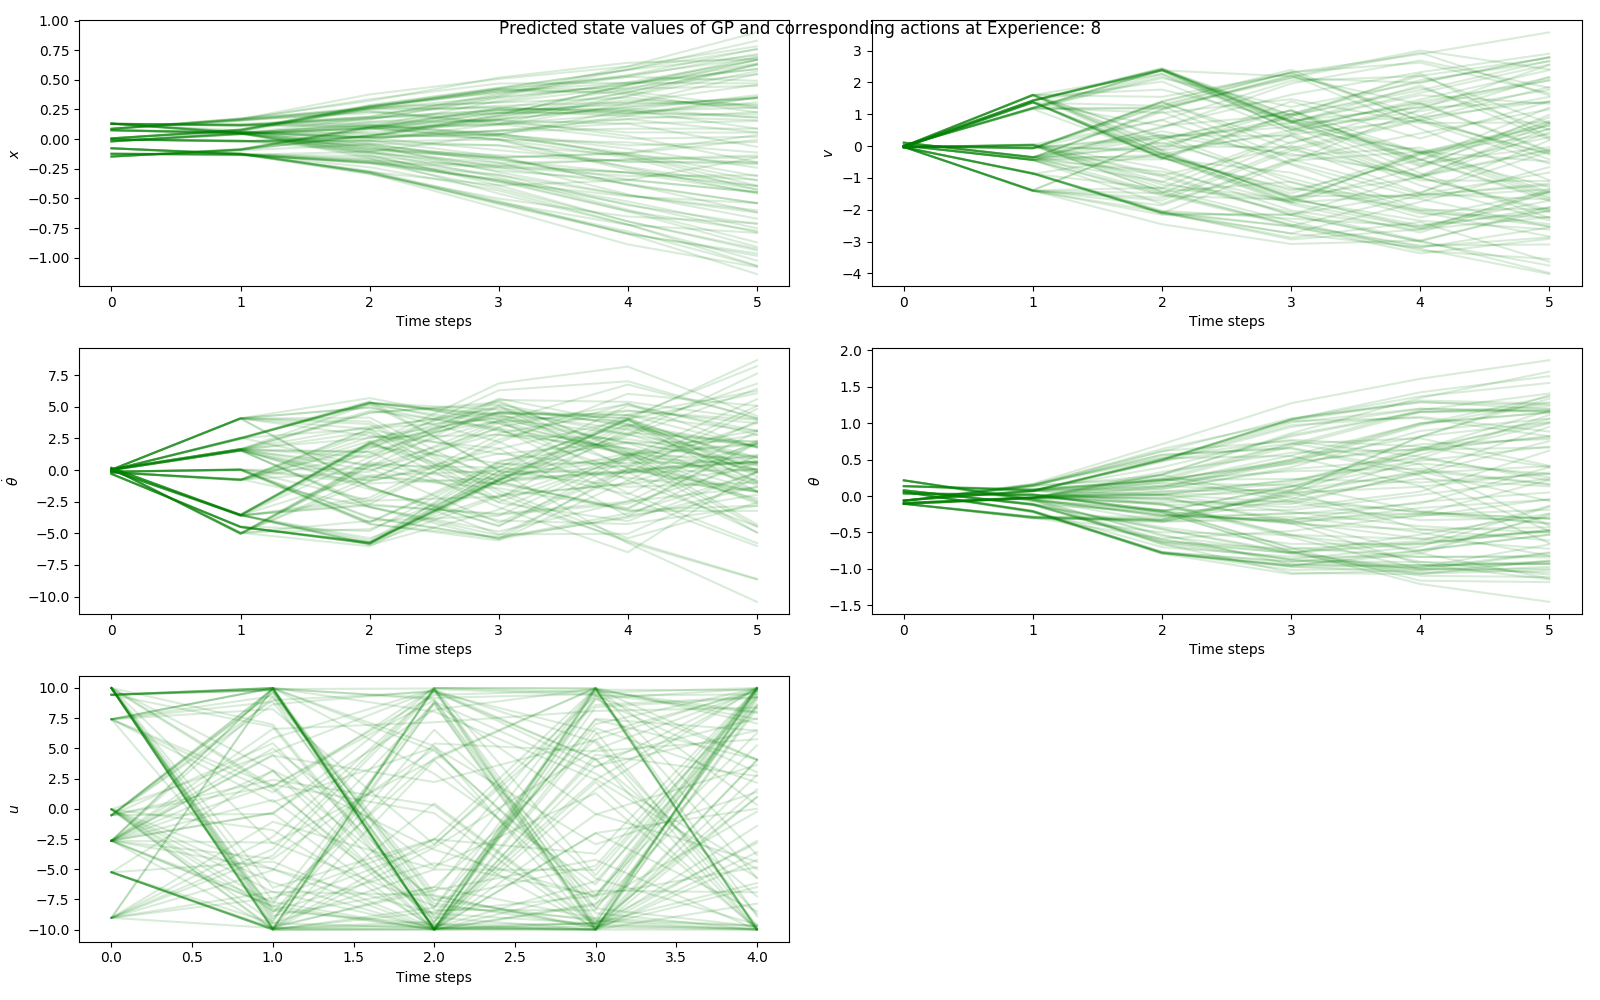 Predicted state values of GP and corresponding actions at Experience: 8
1.00
0.75
0.50
0.25
0.00
−0.25
−0.50
−0.75
−1.00
x
0 1 2 3 4 5
Time steps
3
2
1
0
−1
−2
−3
−4
v
0 1 2 3 4 5
Time steps
7.5
5.0
2.5
0.0
−2.5
−5.0
−7.5
−10.0
θ̇
0 1 2 3 4 5
Time steps
2.0
1.5
1.0
0.5
0.0
−0.5
−1.0
−1.5
θ
0 1 2 3 4 5
Time steps
10.0
7.5
5.0
2.5
0.0
−2.5
−5.0
−7.5
−10.0
u
0.0 0.5 1.0 1.5 2.0 2.5 3.0 3.5 4.0
Time steps